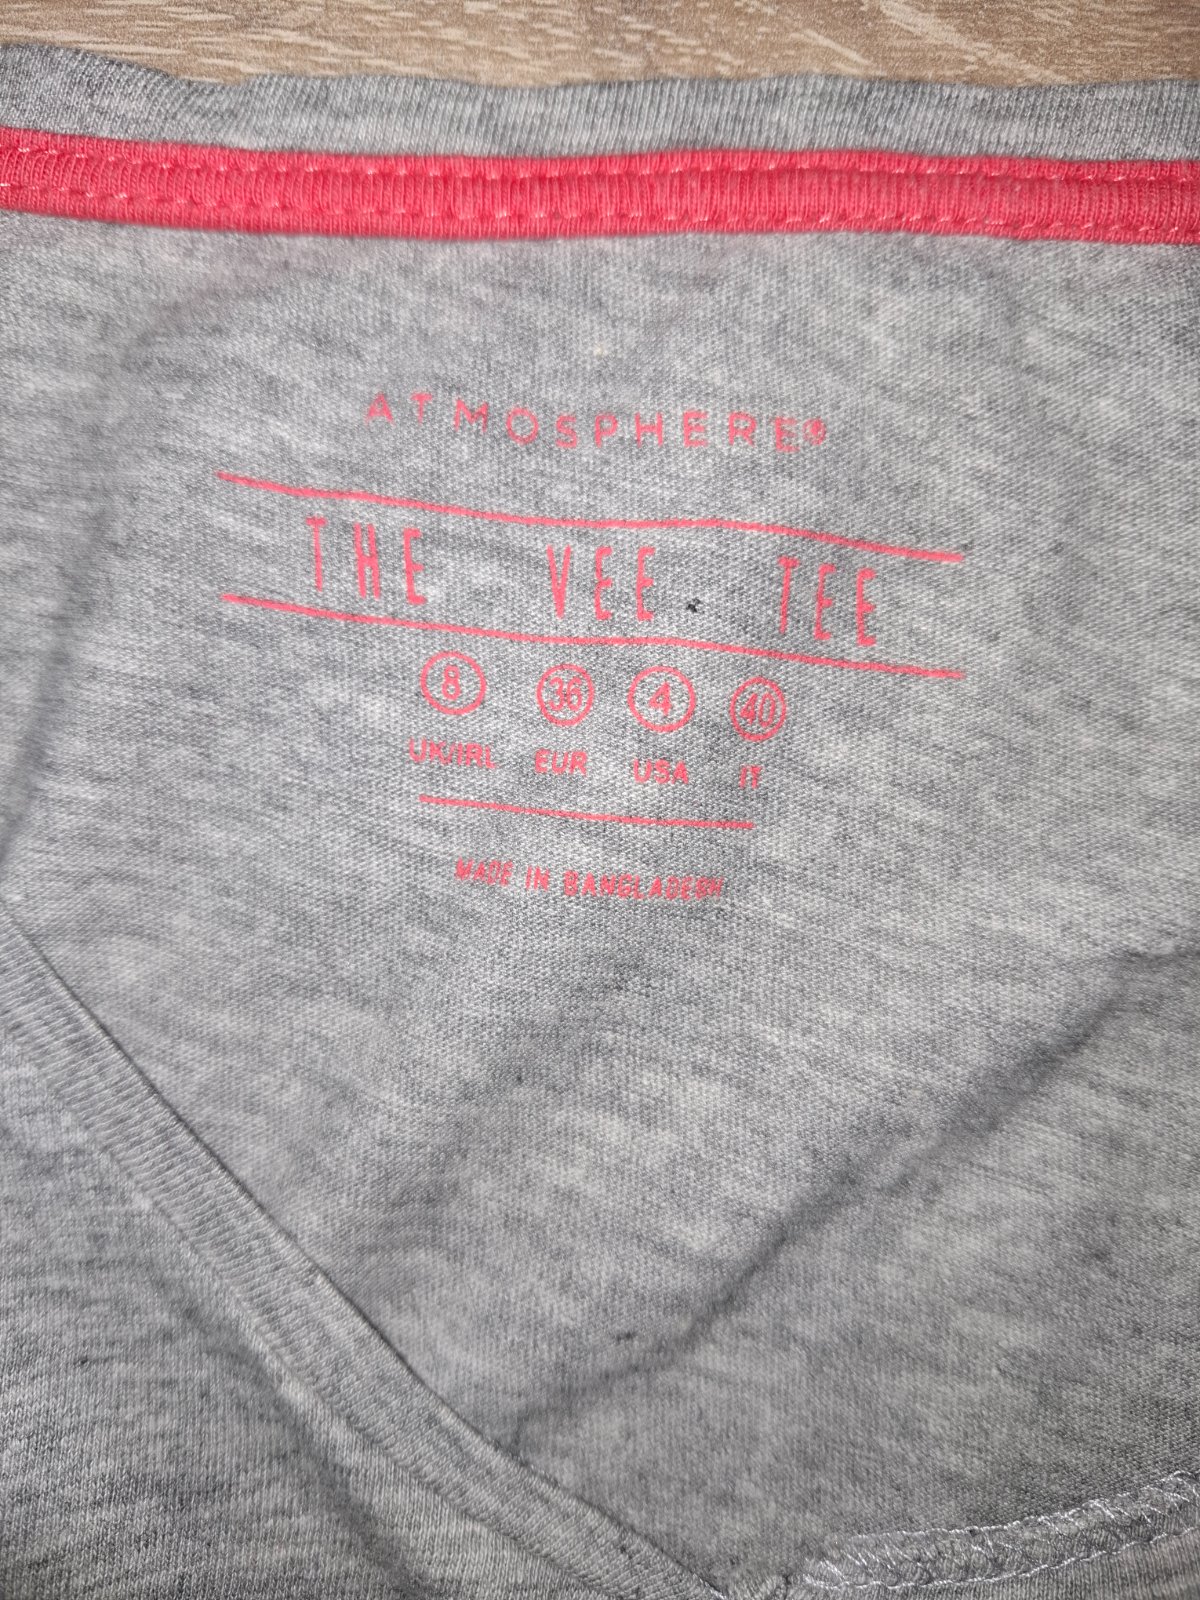 ATMOSPHERE®
THE VEE TEE
8 36 4 40
UK/IRL EUR USA IT
MADE IN BANGLADESH